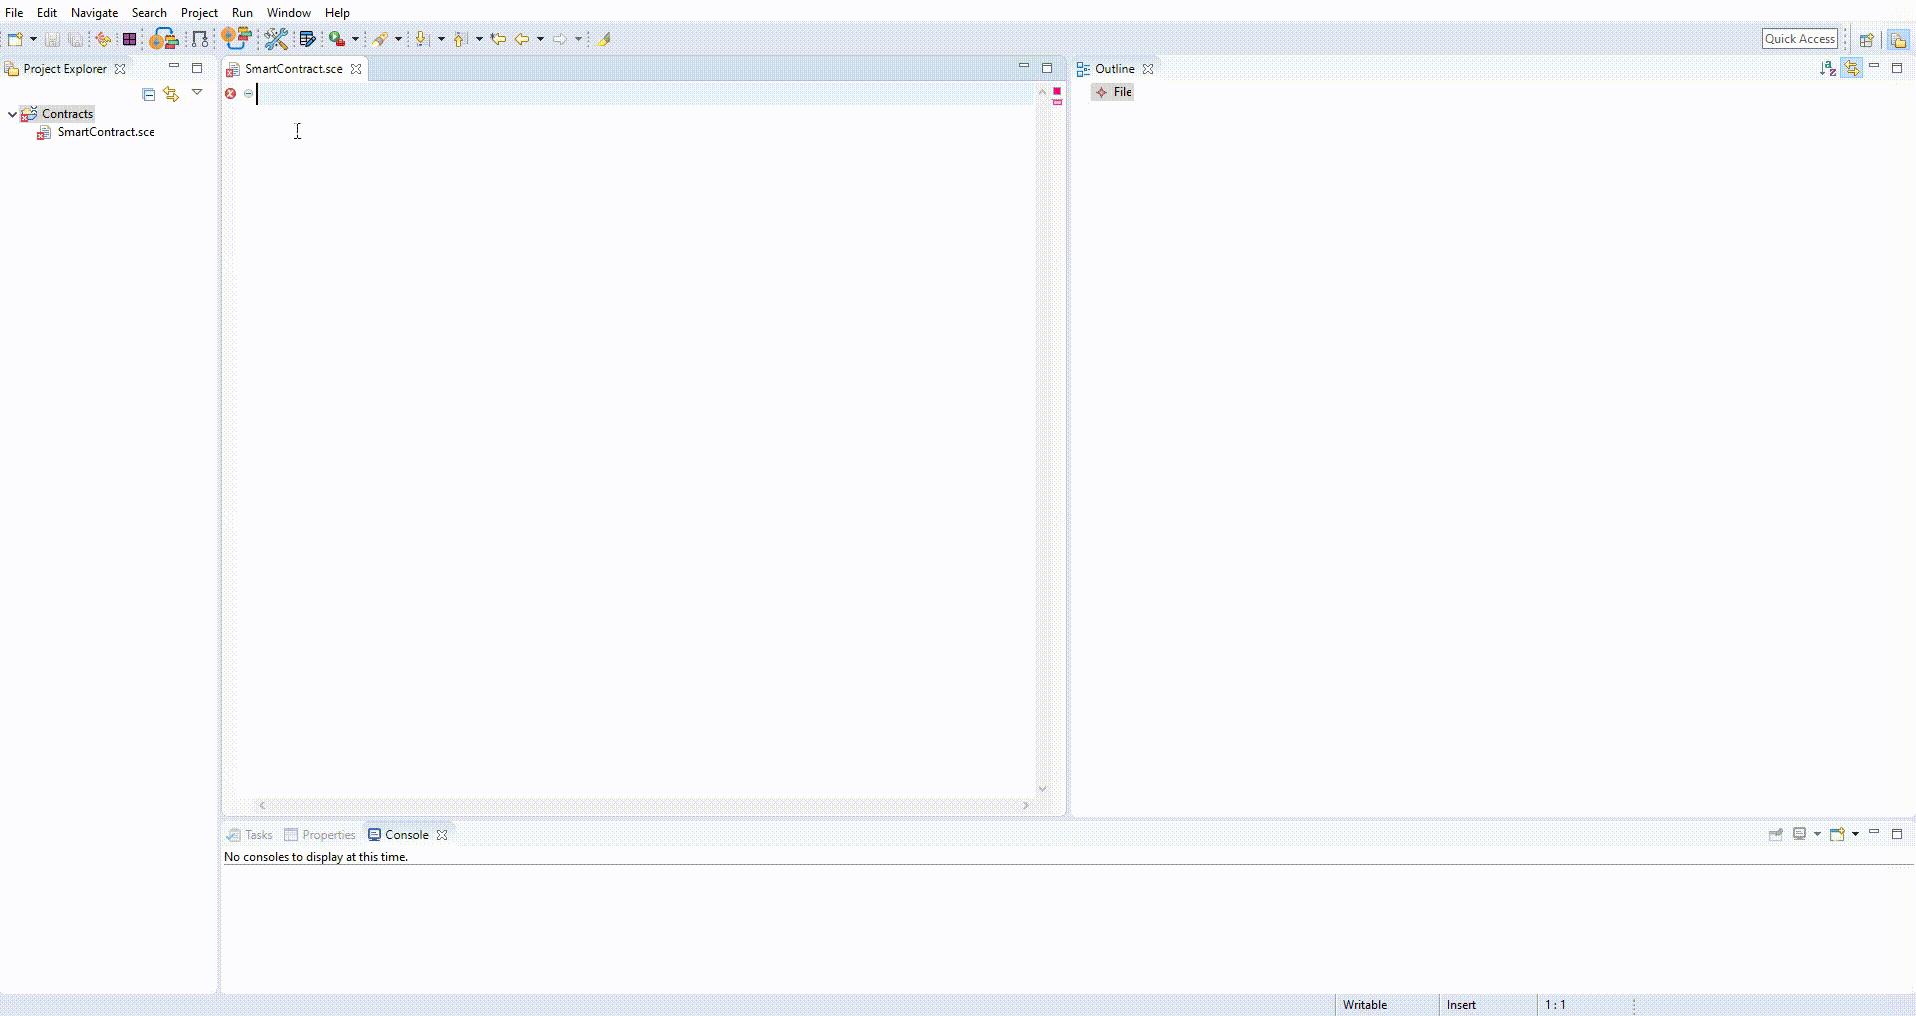 File Edit Navigate Search Project Run Window Help
Quick Access
Project Explorer
SmartContract.sce
Outline
Contracts
SmartContract.sce
File
Tasks Properties Console
No consoles to display at this time.
Writable Insert 1 : 1